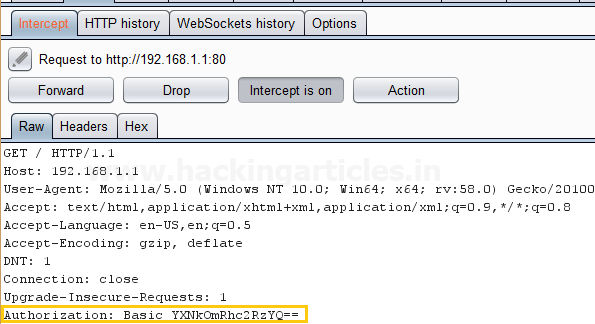 Intercept HTTP history WebSockets history Options
Request to http://192.168.1.1:80
Forward Drop Intercept is on Action
Raw Headers Hex
www.hackingarticles.in
GET / HTTP/1.1
Host: 192.168.1.1
User-Agent: Mozilla/5.0 (Windows NT 10.0; Win64; x64; rv:58.0) Gecko/20100
Accept: text/html,application/xhtml+xml,application/xml;q=0.9,*/*;q=0.8
Accept-Language: en-US,en;q=0.5
Accept-Encoding: gzip, deflate
DNT: 1
Connection: close
Upgrade-Insecure-Requests: 1
Authorization: Basic YXNkOmRhc2RzYQ==